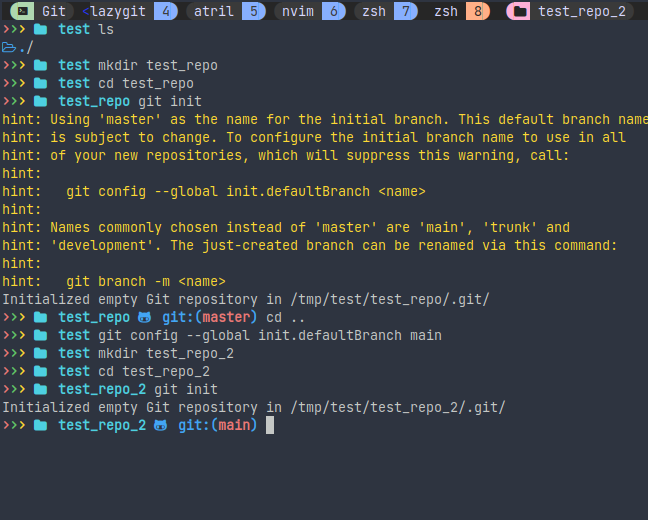 Git <lazygit 4 atril 5 nvim 6 zsh 7 zsh 8 test_repo_2
>>> test ls
./
>>> test mkdir test_repo
>>> test cd test_repo
>>> test_repo git init
hint: Using 'master' as the name for the initial branch. This default branch name
hint: is subject to change. To configure the initial branch name to use in all
hint: of your new repositories, which will suppress this warning, call:
hint:
hint:   git config --global init.defaultBranch <name>
hint:
hint: Names commonly chosen instead of 'master' are 'main', 'trunk' and
hint: 'development'. The just-created branch can be renamed via this command:
hint:
hint:   git branch -m <name>
Initialized empty Git repository in /tmp/test/test_repo/.git/
>>> test_repo git:(master) cd ..
>>> test git config --global init.defaultBranch main
>>> test mkdir test_repo_2
>>> test cd test_repo_2
>>> test_repo_2 git init
Initialized empty Git repository in /tmp/test/test_repo_2/.git/
>>> test_repo_2 git:(main)